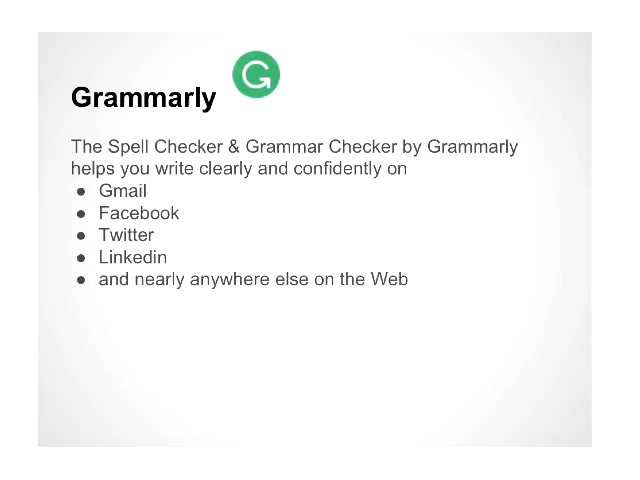 Grammarly
The Spell Checker & Grammar Checker by Grammarly
helps you write clearly and confidently on
● Gmail
● Facebook
● Twitter
● Linkedin
● and nearly anywhere else on the Web